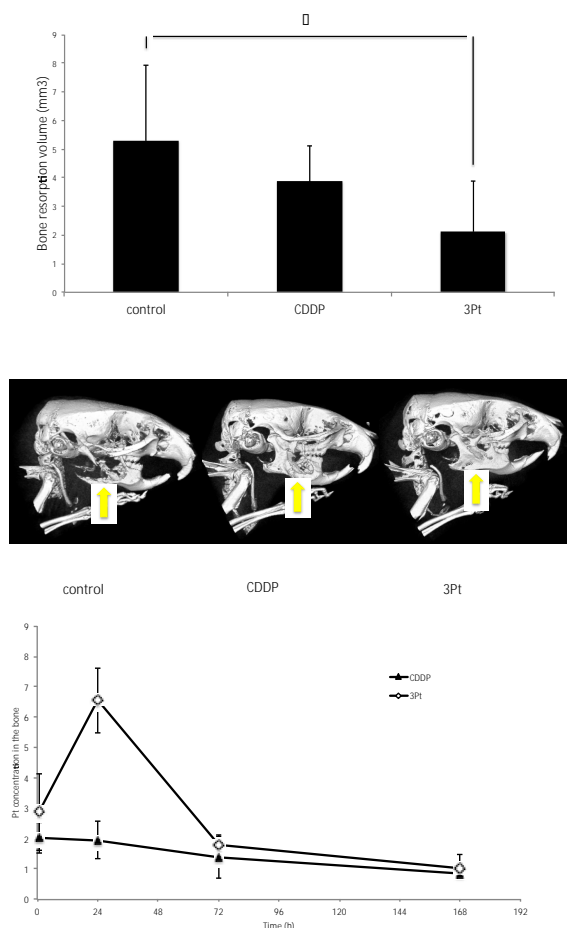 ▯
Bone resorption volume (mm3)
9
8
7
6
5
4
3
2
1
0
control CDDP 3Pt
control CDDP 3Pt
Pt concentration in the bone
9
8
7
6
5
4
3
2
1
0
CDDP
3Pt
0 24 48 72 96 120 144 168 192
Time (h)